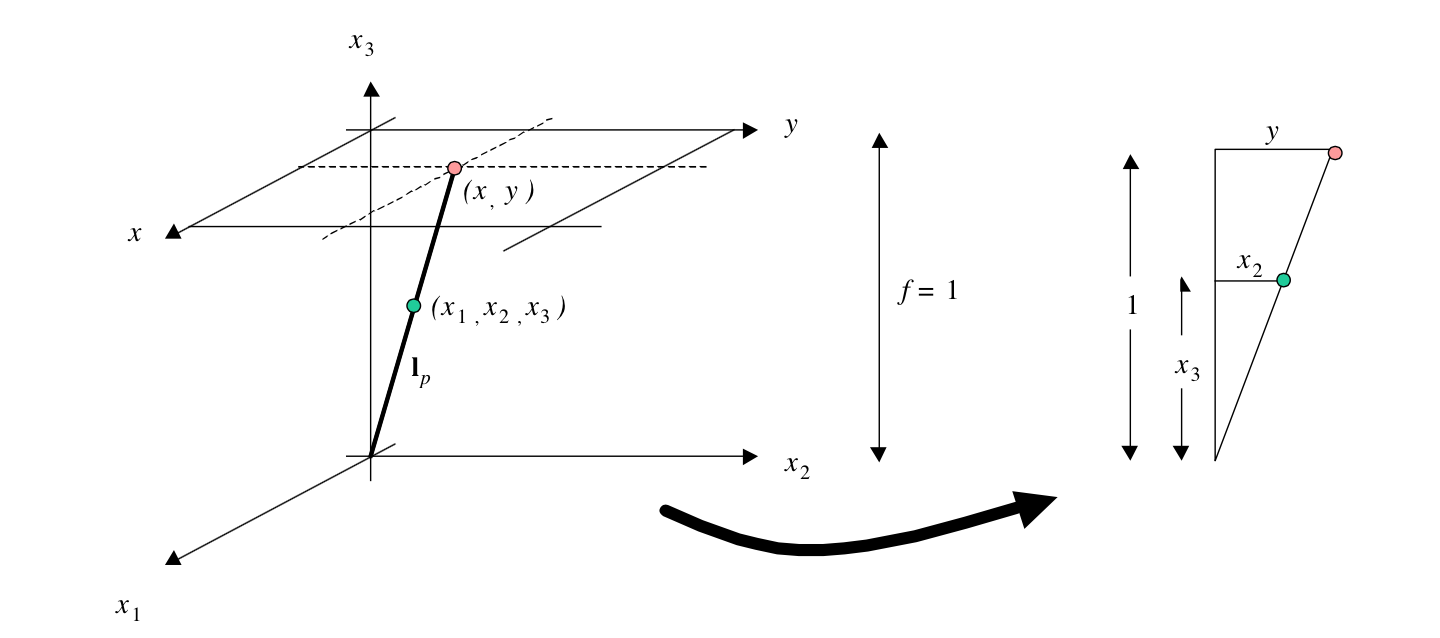 x3
y
(x, y)
x
(x1, x2, x3)
lp
x2
x1
f = 1
y
x2
1
x3